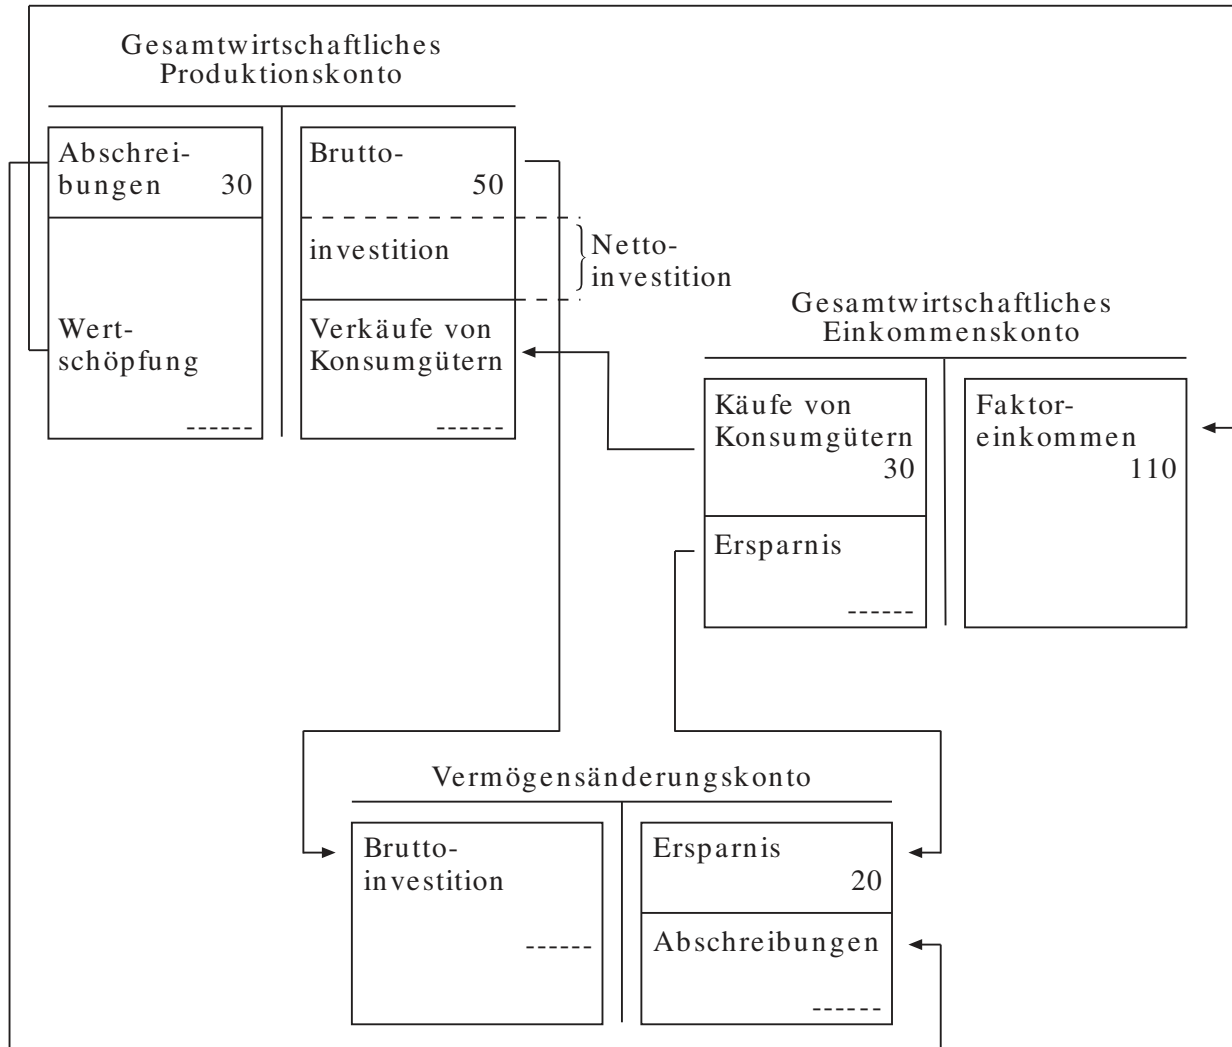 Gesamtwirtschaftliches
Produktionskonto
Abschrei-
bungen 30
Wert-
schöpfung
------
Brutto-
50
investition
Netto-
investition
Verkäufe von
Konsumgütern
------
Gesamtwirtschaftliches
Einkommenskonto
Käufe von
Konsumgütern
30
Ersparnis
------
Faktor-
einkommen
110
Vermögensänderungskonto
Brutto-
investition
------
Ersparnis
20
Abschreibungen
------